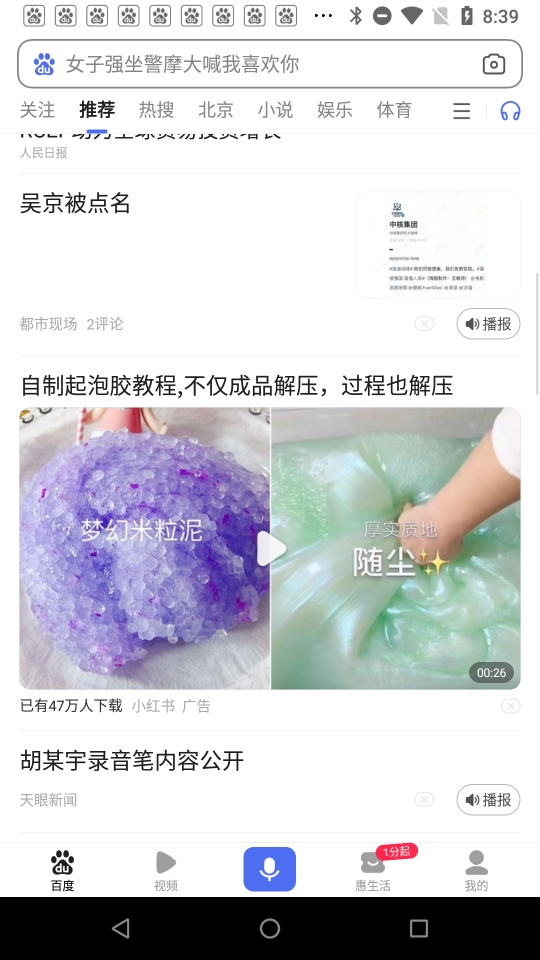 8:39
女子强坐警摩大喊我喜欢你
关注 推荐 热搜 北京 小说 娱乐 体育
人民日报
吴京被点名
中核集团
都市现场 2评论
播报
自制起泡胶教程,不仅成品解压，过程也解压
梦幻米粒泥
厚实质地
随尘✨
00:26
已有47万人下载 小红书 广告
胡某宇录音笔内容公开
天眼新闻
播报
1分起
百度 视频 惠生活 我的